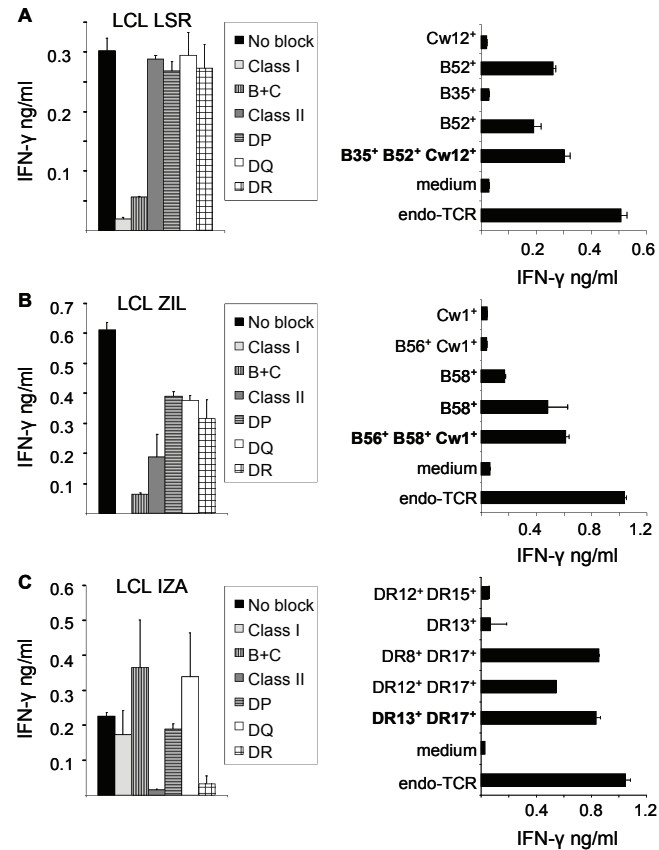 A
LCL LSR
IFN-γ ng/ml
0.3
0.2
0.1
No block
Class I
B+C
Class II
DP
DQ
DR
Cw12⁺
B52⁺
B35⁺
B52⁺
B35⁺ B52⁺ Cw12⁺
medium
endo-TCR
0.2 0.4 0.6
IFN-γ ng/ml
B
LCL ZIL
IFN-γ ng/ml
0.7
0.6
0.5
0.4
0.3
0.2
0.1
No block
Class I
B+C
Class II
DP
DQ
DR
Cw1⁺
B56⁺ Cw1⁺
B58⁺
B58⁺
B56⁺ B58⁺ Cw1⁺
medium
endo-TCR
0.4 0.8 1.2
IFN-γ ng/ml
C
LCL IZA
IFN-γ ng/ml
0.6
0.5
0.4
0.3
0.2
0.1
No block
Class I
B+C
Class II
DP
DQ
DR
DR12⁺ DR15⁺
DR13⁺
DR8⁺ DR17⁺
DR12⁺ DR17⁺
DR13⁺ DR17⁺
medium
endo-TCR
0.4 0.8 1.2
IFN-γ ng/ml